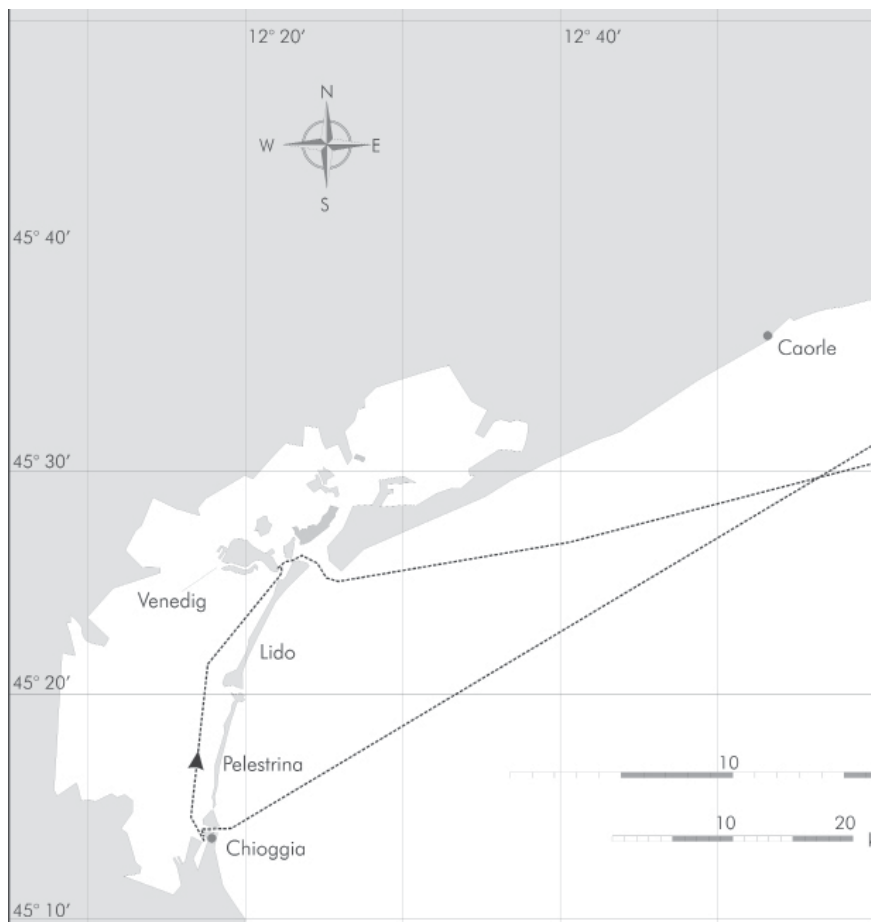 12° 20′
12° 40′
N
W
E
S
45° 40′
Caorle
45° 30′
Venedig
Lido
45° 20′
Pelestrina
10
10
20
Chioggia
45° 10′